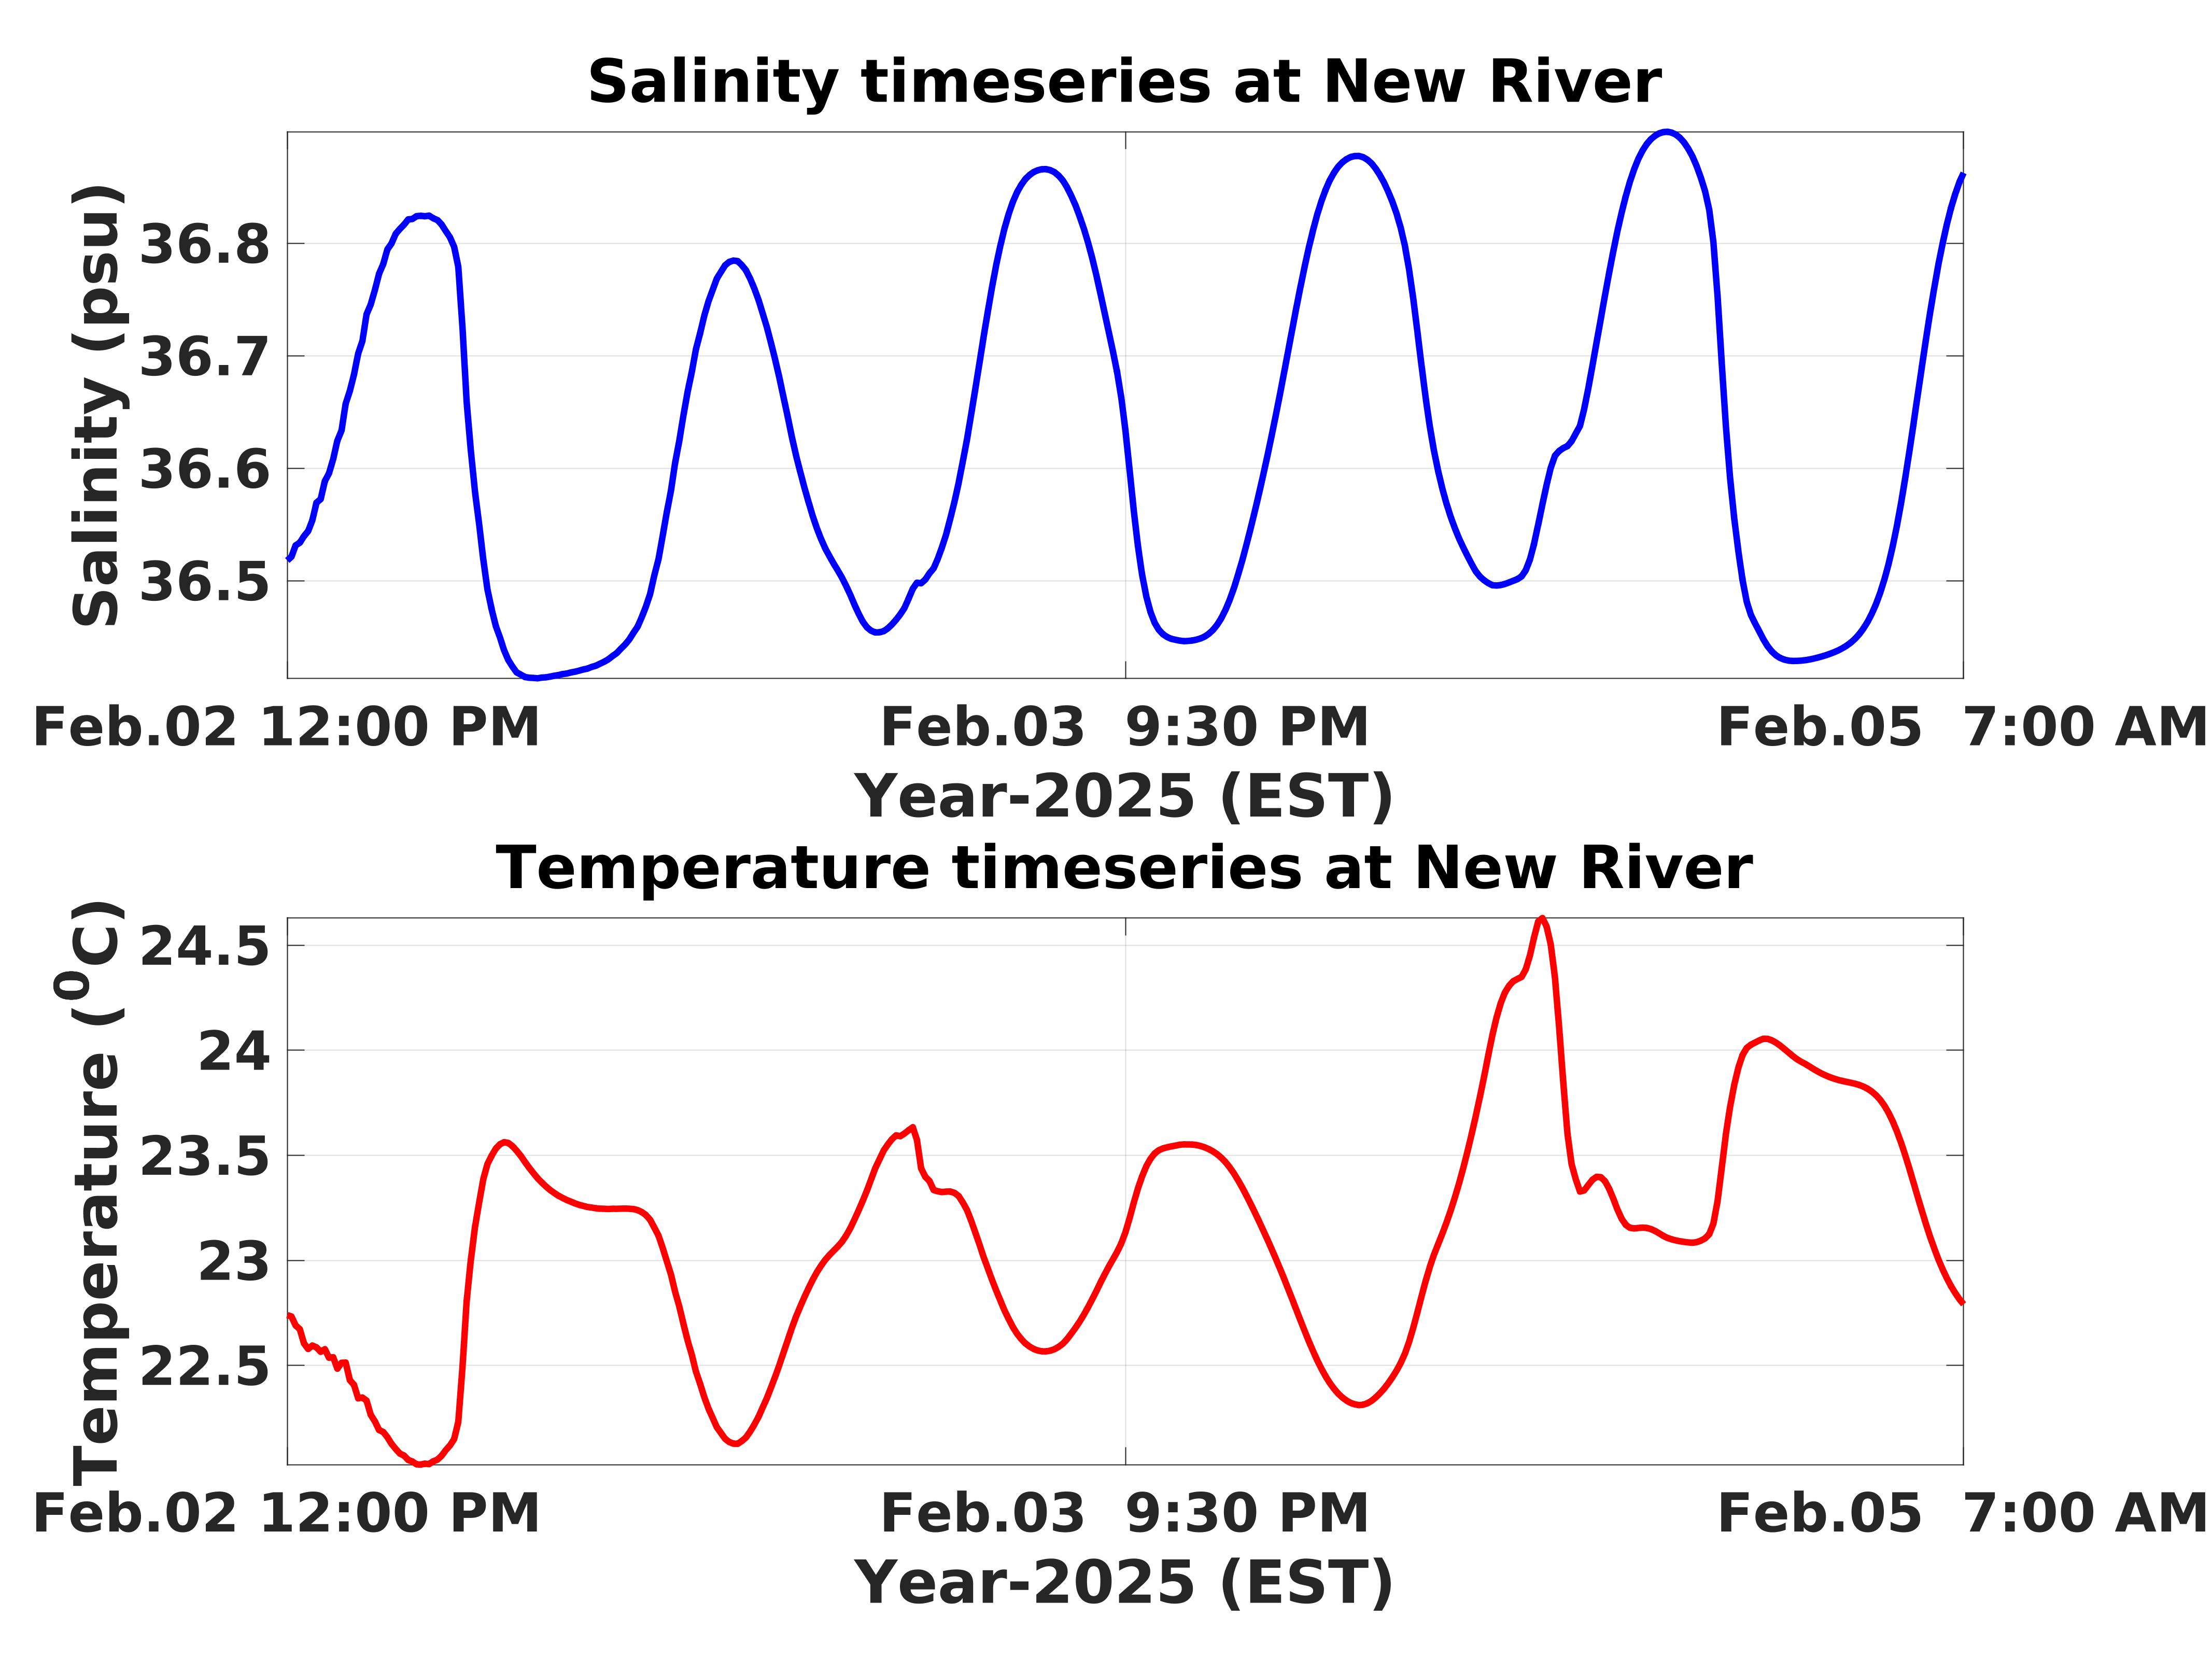 Salinity timeseries at New River
Salinity (psu)
36.8
36.7
36.6
36.5
Feb.02 12:00 PM Feb.03 9:30 PM Feb.05 7:00 AM
Year-2025 (EST)
Temperature timeseries at New River
Temperature (⁰C)
24.5
24
23.5
23
22.5
Feb.02 12:00 PM Feb.03 9:30 PM Feb.05 7:00 AM
Year-2025 (EST)